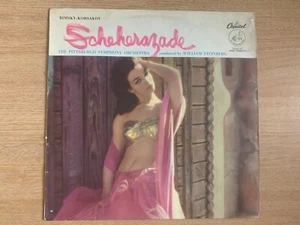 RIMSKY-KORSAKOV
Scheherazade
Capitol
THE PITTSBURGH SYMPHONY ORCHESTRA conducted by WILLIAM STEINBERG